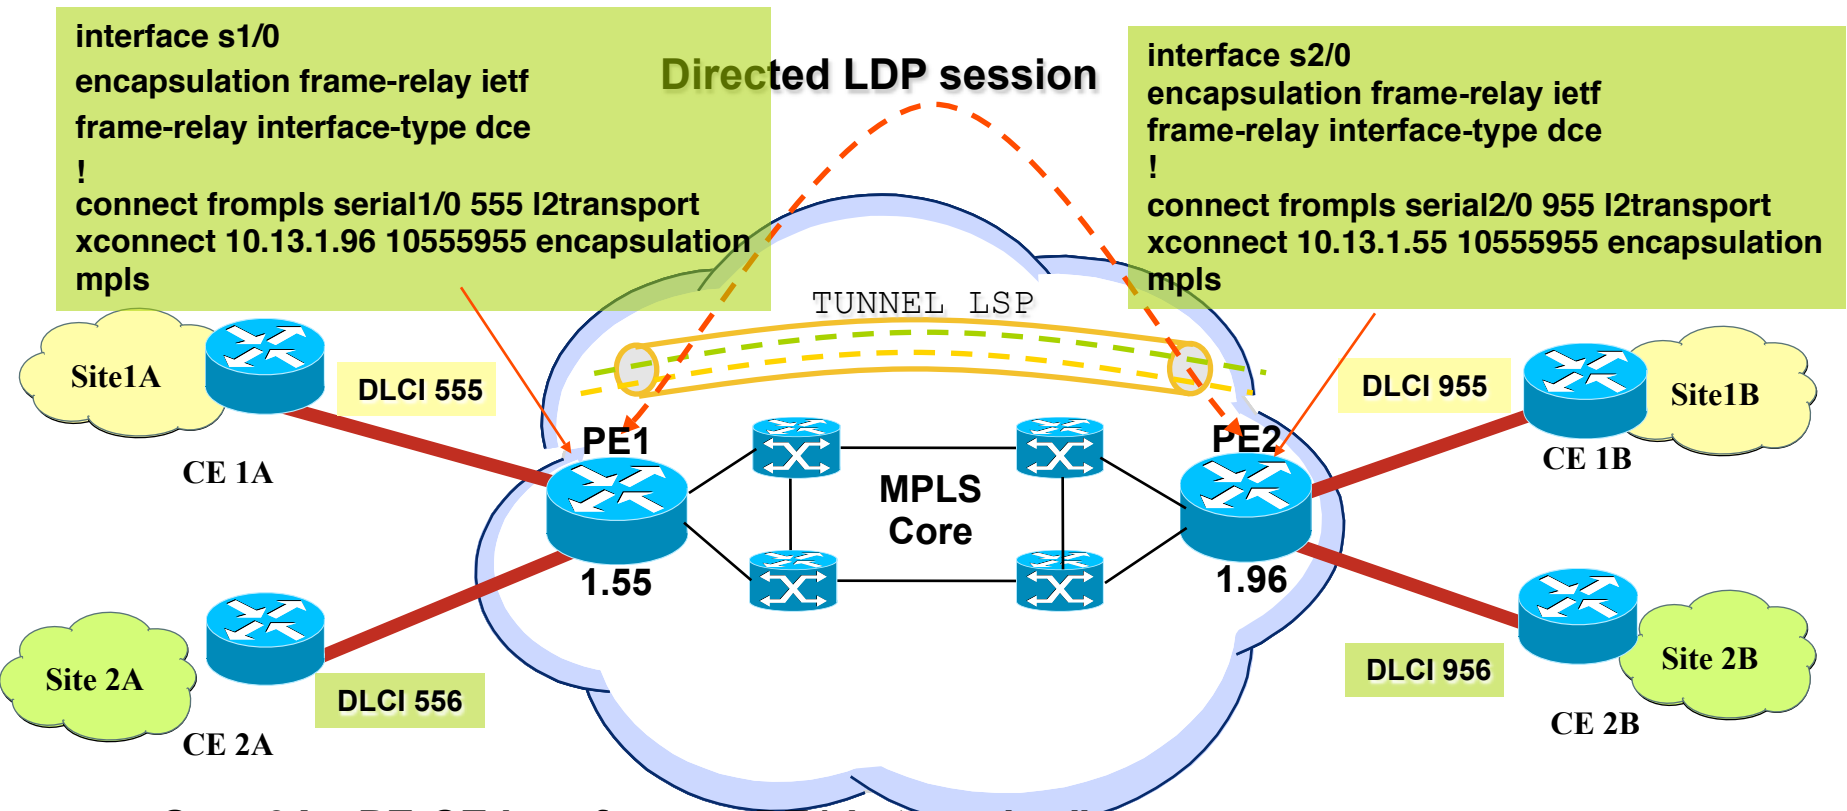 interface s1/0
encapsulation frame-relay ietf
frame-relay interface-type dce
!
connect frompls serial1/0 555 l2transport
xconnect 10.13.1.96 10555955 encapsulation
mpls
Directed LDP session
interface s2/0
encapsulation frame-relay ietf
frame-relay interface-type dce
!
connect frompls serial2/0 955 l2transport
xconnect 10.13.1.55 10555955 encapsulation
mpls
TUNNEL LSP
Site1A
DLCI 555
DLCI 955
Site1B
CE 1A
PE1
PE2
CE 1B
MPLS
Core
1.55
1.96
Site 2A
DLCI 556
DLCI 956
Site 2B
CE 2A
CE 2B